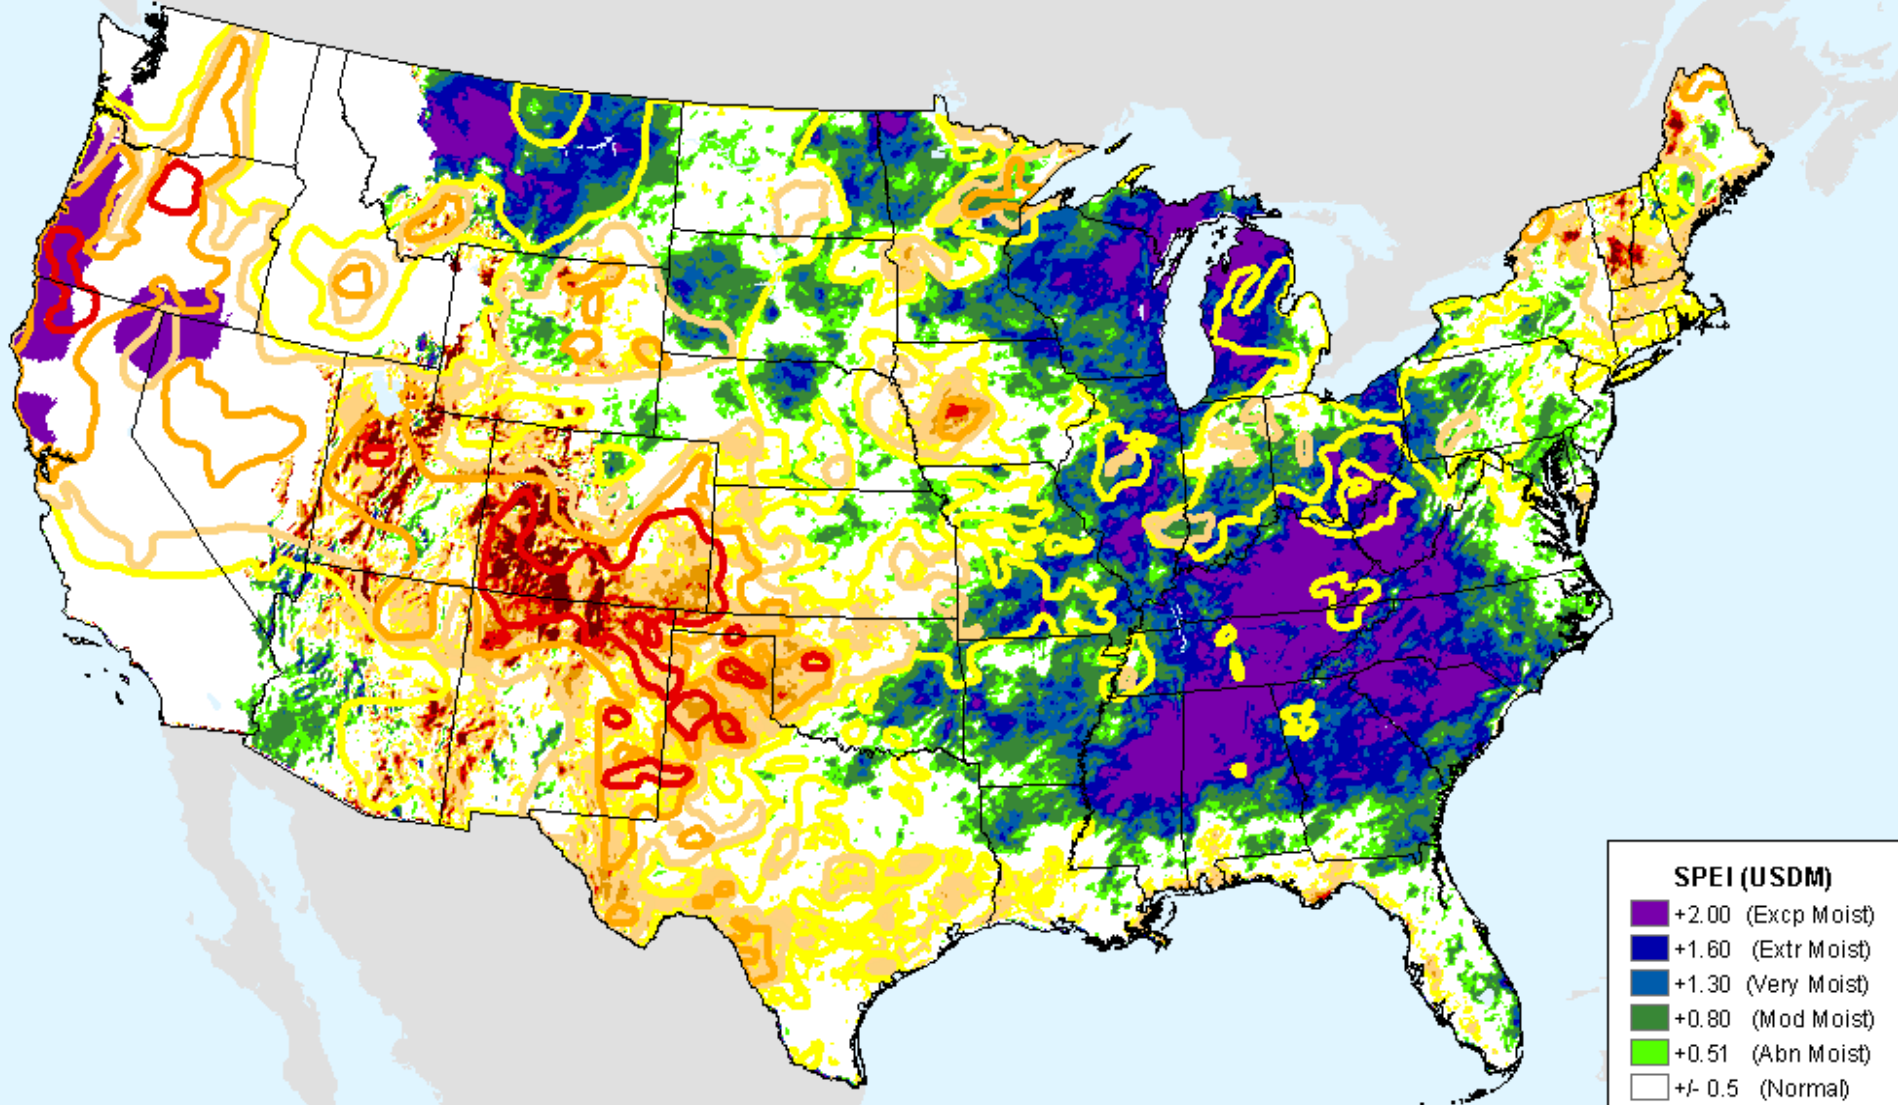 SPEI (USDM)
+2.00 (Excp Moist)
+1.60 (Extr Moist)
+1.30 (Very Moist)
+0.80 (Mod Moist)
+0.51 (Abn Moist)
+/- 0.5 (Normal)